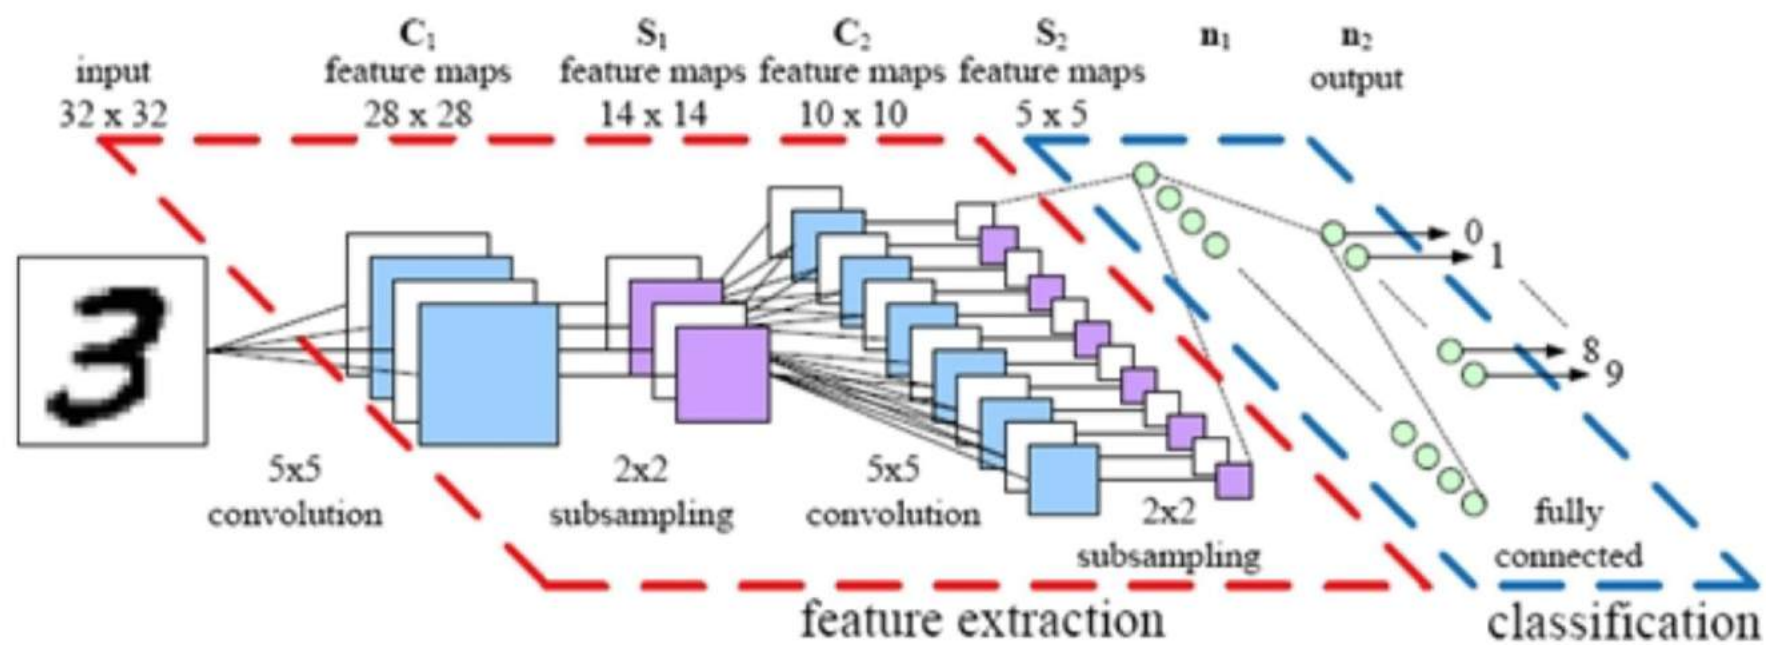 C₁
S₁
C₂
S₂
n₁
n₂
input
feature maps
feature maps
feature maps
feature maps
output
32 x 32
28 x 28
14 x 14
10 x 10
5 x 5
3
0
1
8
9
5x5
convolution
2x2
subsampling
5x5
convolution
2x2
subsampling
fully
connected
feature extraction
classification